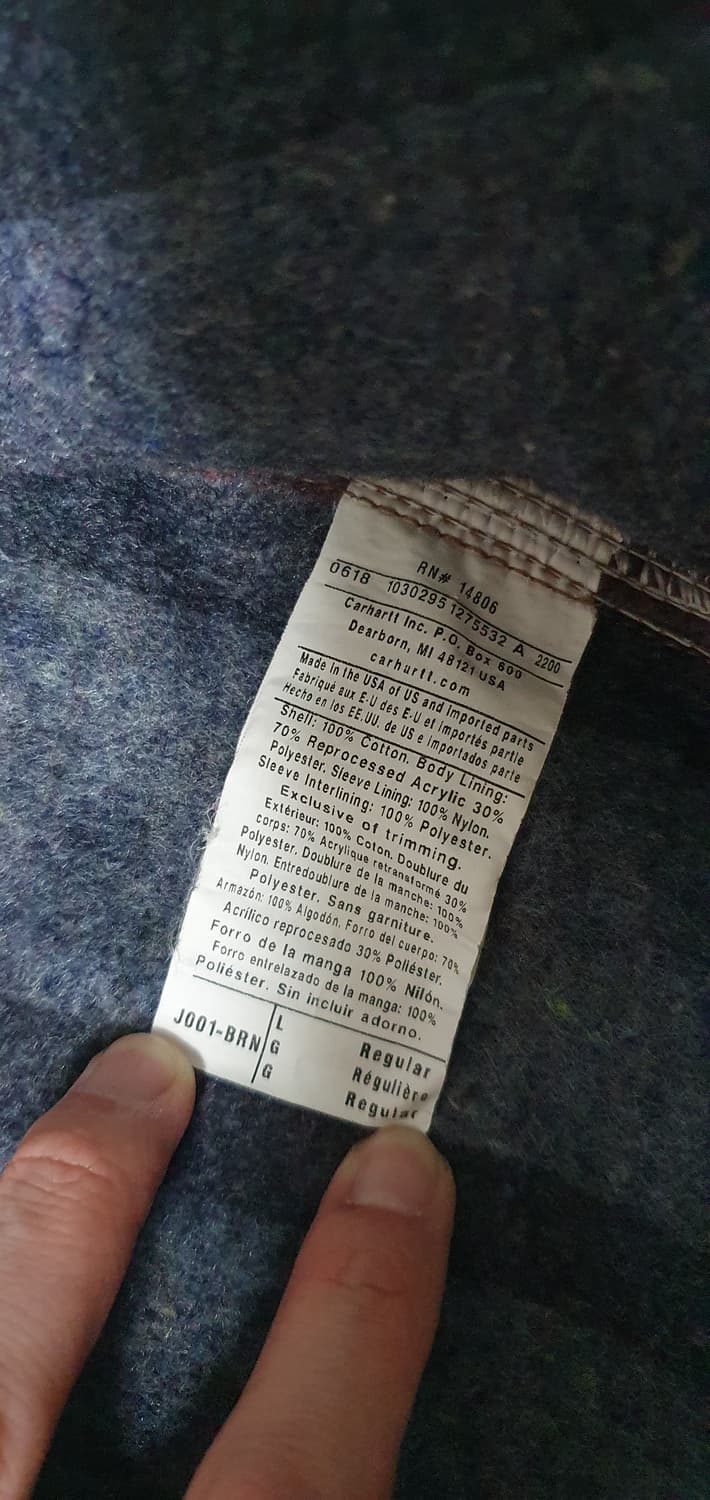 RN# 14806
0618 1030295 1275532 A 2200
Carhartt Inc. P.O. Box 600
Dearborn, MI 48121 USA
carhartt.com
Made in the USA of US and Imported parts
Fabriqué aux E-U des E-U et importés partie
Hecho en los EE.UU. de US e importados parte
Shell: 100% Cotton. Body Lining:
70% Reprocessed Acrylic 30%
Polyester. Sleeve Lining: 100% Nylon.
Sleeve Interlining: 100% Polyester.
Exclusive of trimming.
Extérieur: 100% Coton. Doublure du
corps: 70% Acrylique retransformé 30%
Polyester. Doublure de la manche: 100%
Nylon. Entredoublure de la manche: 100%
Polyester. Sans garniture.
Armazón: 100% Algodón. Forro del cuerpo: 70%
Acrílico reprocesado 30% Poliéster.
Forro de la manga 100% Nilón.
Forro entrelazado de la manga: 100%
Poliéster. Sin incluir adorno.
J001-BRN L Regular
G Régulière
G Regular